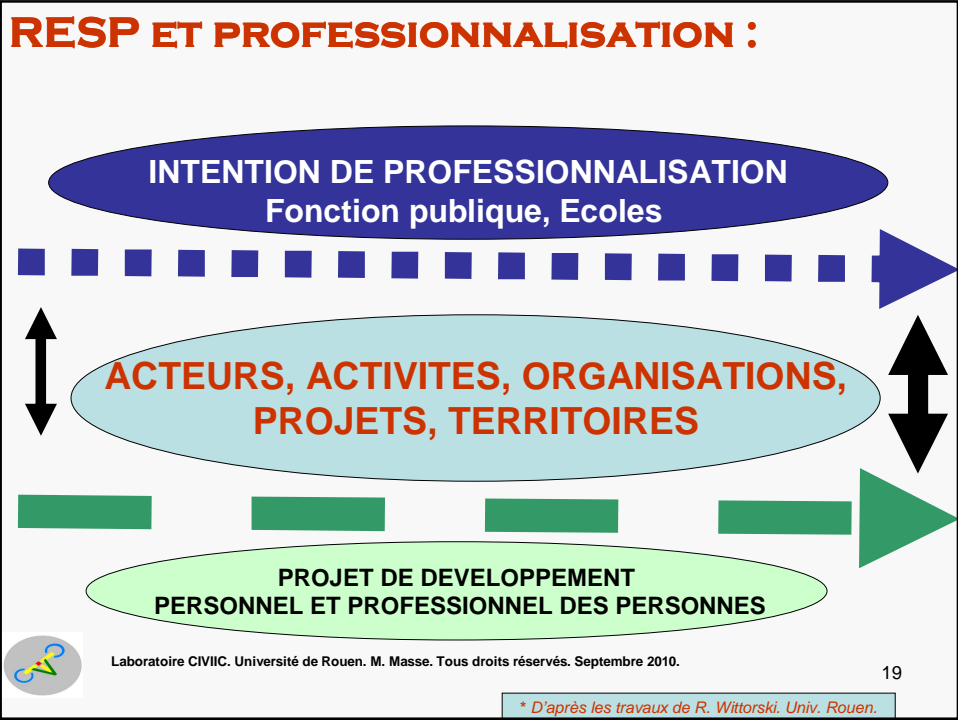 RESP ET PROFESSIONNALISATION :
INTENTION DE PROFESSIONNALISATION
Fonction publique, Ecoles
ACTEURS, ACTIVITES, ORGANISATIONS,
PROJETS, TERRITOIRES
PROJET DE DEVELOPPEMENT
PERSONNEL ET PROFESSIONNEL DES PERSONNES
Laboratoire CIVIIC. Université de Rouen. M. Masse. Tous droits réservés. Septembre 2010.
19
* D'après les travaux de R. Wittorski. Univ. Rouen.